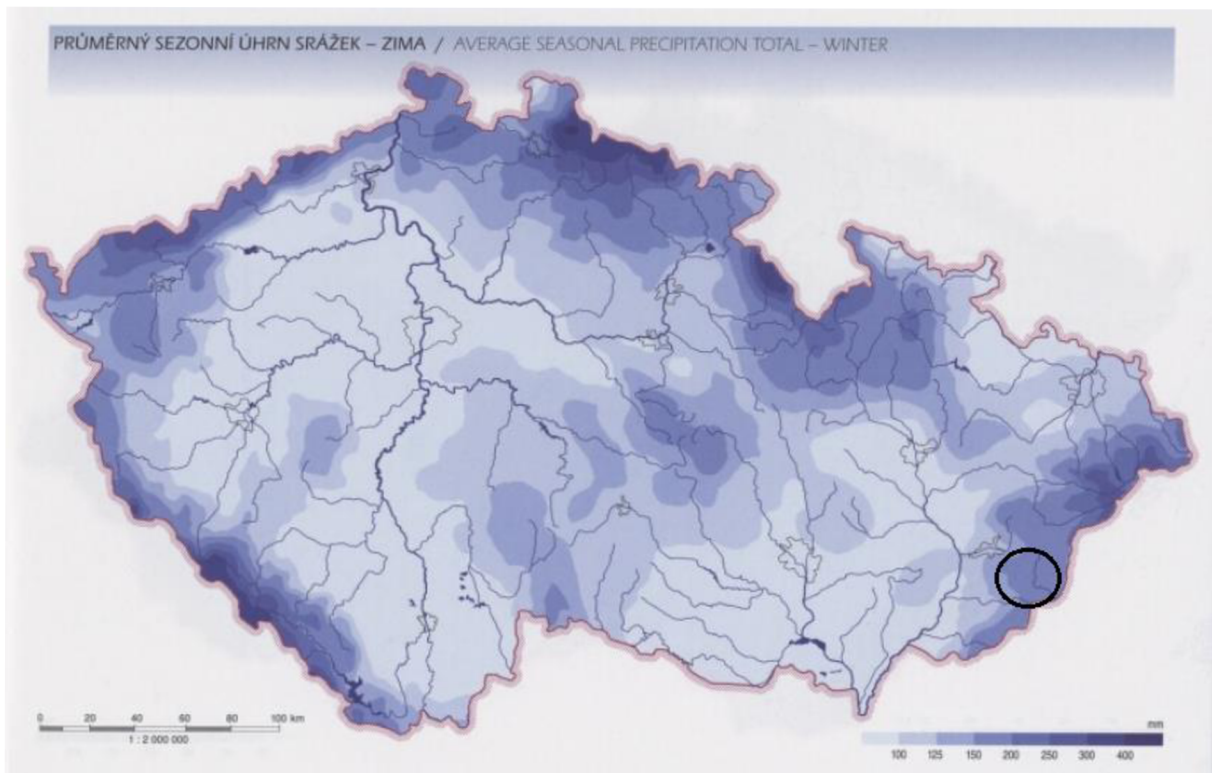 PRŮMĚRNÝ SEZONNÍ ÚHRN SRÁŽEK – ZIMA / AVERAGE SEASONAL PRECIPITATION TOTAL – WINTER
0 20 40 60 80 100 km
1 : 2 000 000
mm
100 125 150 200 250 300 400